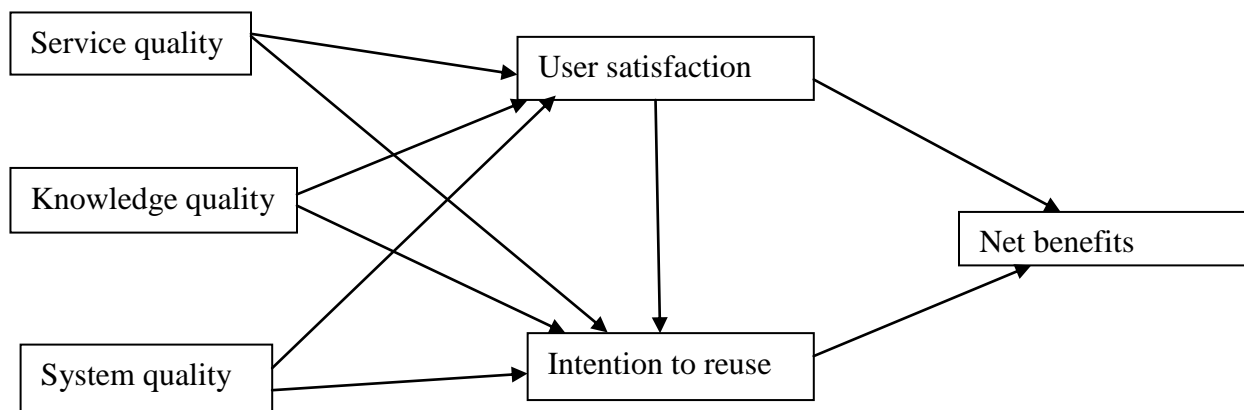 Service quality
User satisfaction
Knowledge quality
Net benefits
System quality
Intention to reuse